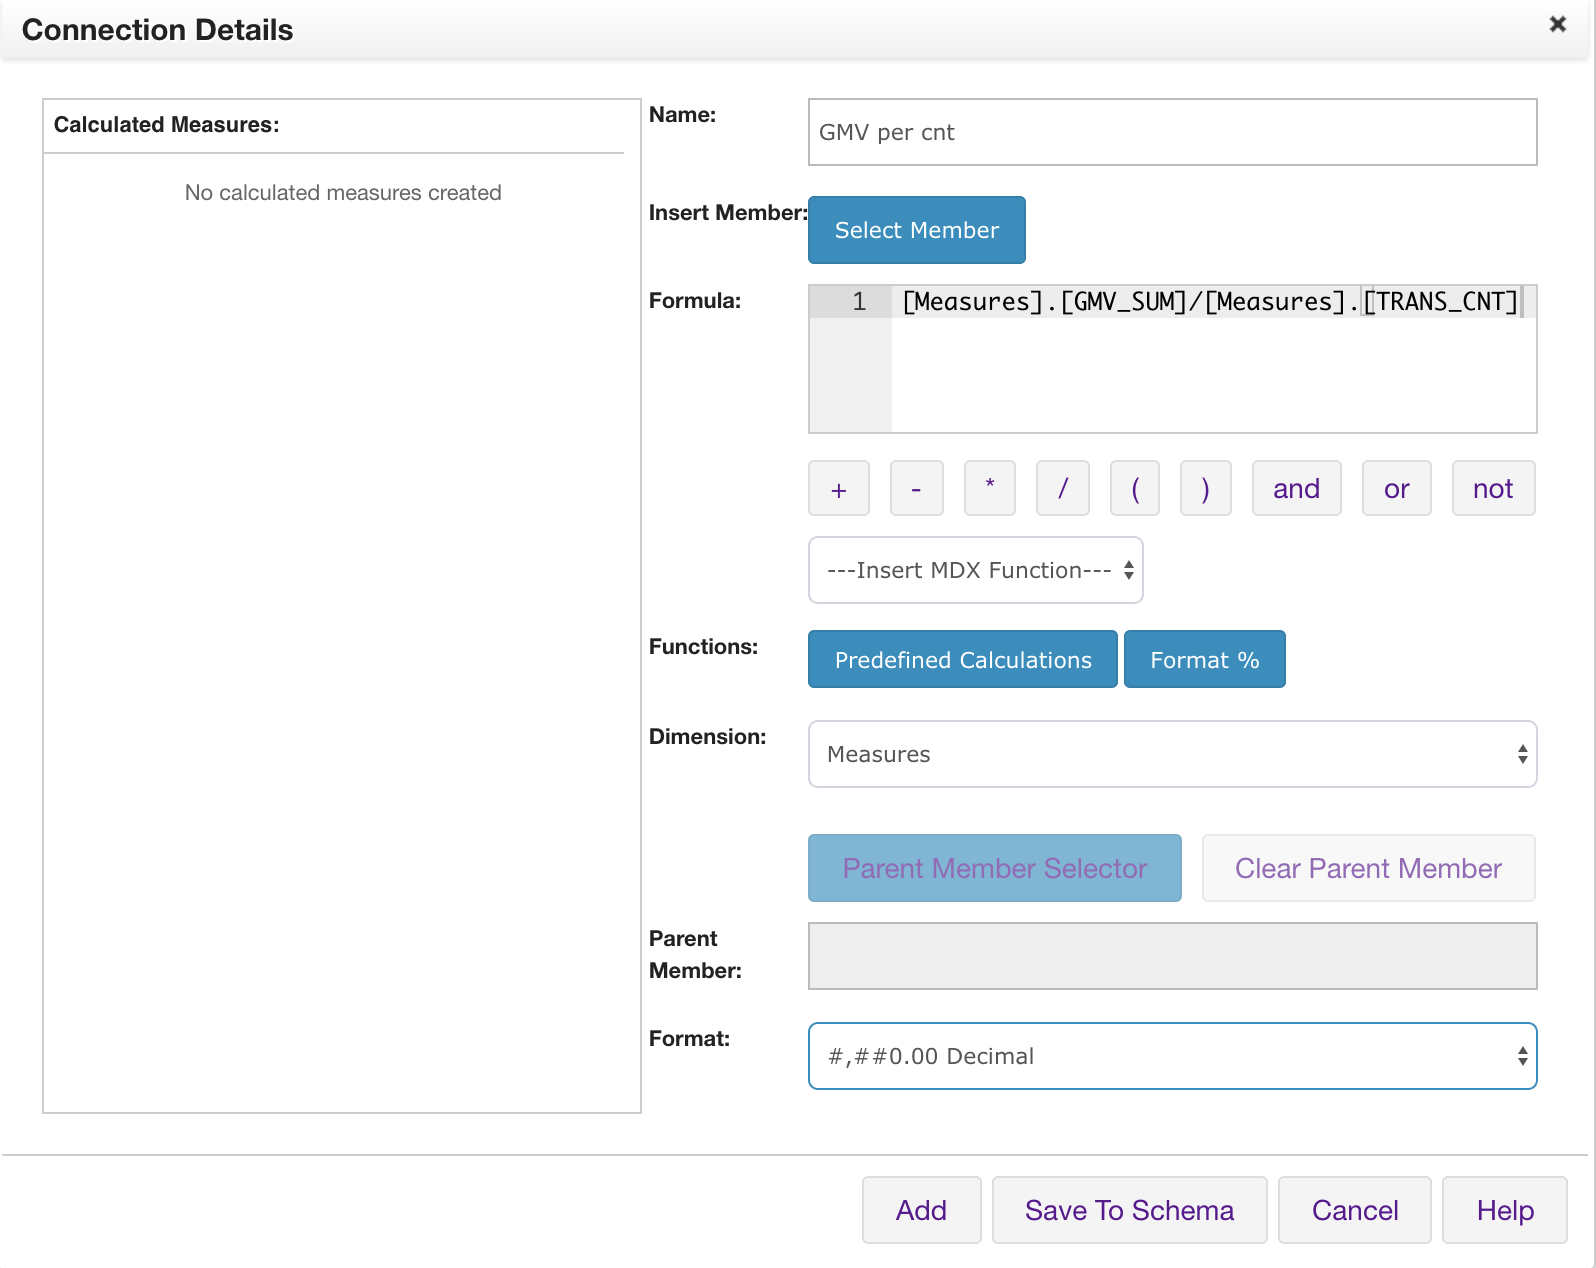 Connection Details
Calculated Measures:
No calculated measures created
Name:
GMV per cnt
Insert Member:
Select Member
Formula:
1 [Measures].[GMV_SUM]/[Measures].[TRANS_CNT]
+ - * / ( ) and or not
---Insert MDX Function---
Functions:
Predefined Calculations
Format %
Dimension:
Measures
Parent Member Selector
Clear Parent Member
Parent
Member:
Format:
#,##0.00 Decimal
Add
Save To Schema
Cancel
Help